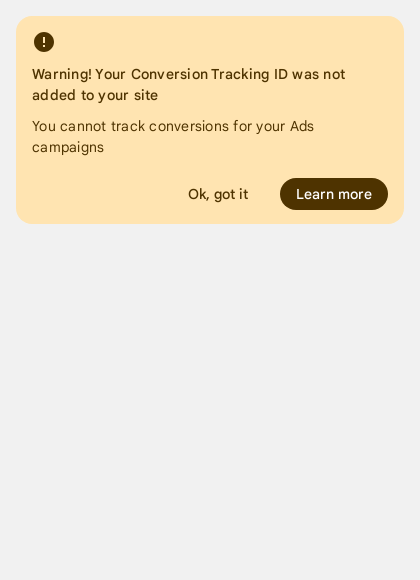 Warning! Your Conversion Tracking ID was not
added to your site
You cannot track conversions for your Ads
campaigns
Ok, got it
Learn more